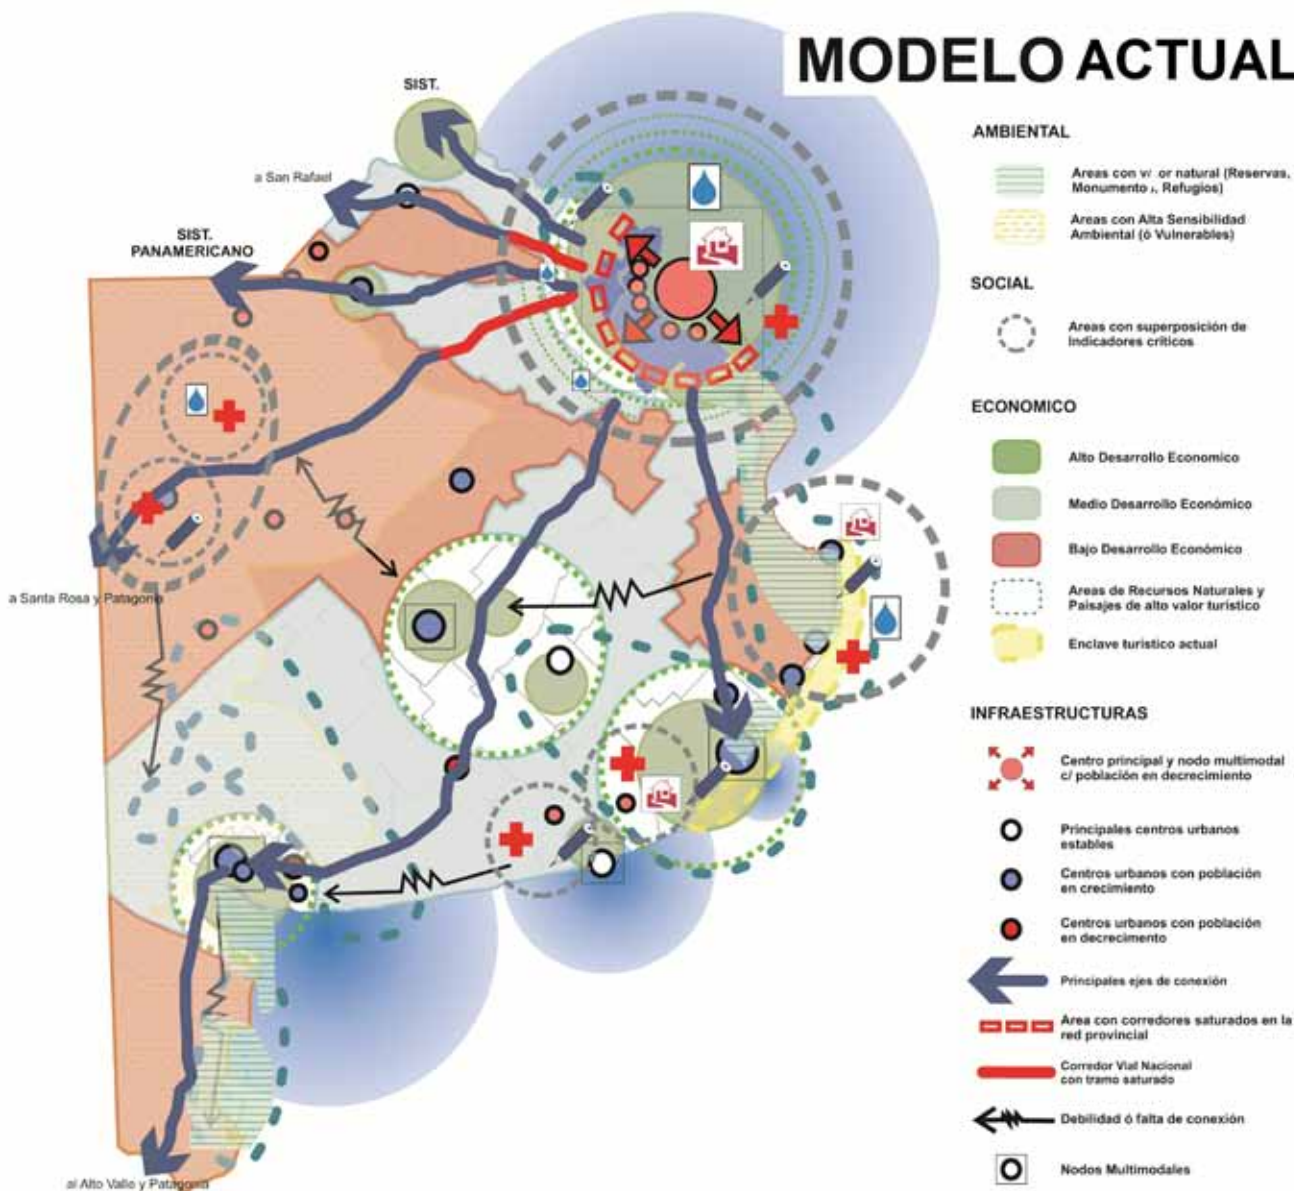 MODELO ACTUAL
SIST.
a San Rafael
SIST.
PANAMERICANO
a Santa Rosa y Patagonia
al Alto Valle y Patagonia
AMBIENTAL
Areas con or natural (Reservas,
Monumento , Refugios)
Areas con Alta Sensibilidad
Ambiental (ó Vulnerables)
SOCIAL
Areas con superposición de
Indicadores críticos
ECONOMICO
Alto Desarrollo Economico
Medio Desarrollo Económico
Bajo Desarrollo Económico
Areas de Recursos Naturales y
Paisajes de alto valor turístico
Enclave turístico actual
INFRAESTRUCTURAS
Centro principal y nodo multimodal
c/ población en decrecimiento
Principales centros urbanos
estables
Centros urbanos con población
en crecimiento
Centros urbanos con población
en decrecimento
Principales ejes de conexión
Area con corredores saturados en la
red provincial
Corredor Vial Nacional
con tramo saturado
Debilidad ó falta de conexión
Nodos Multimodales